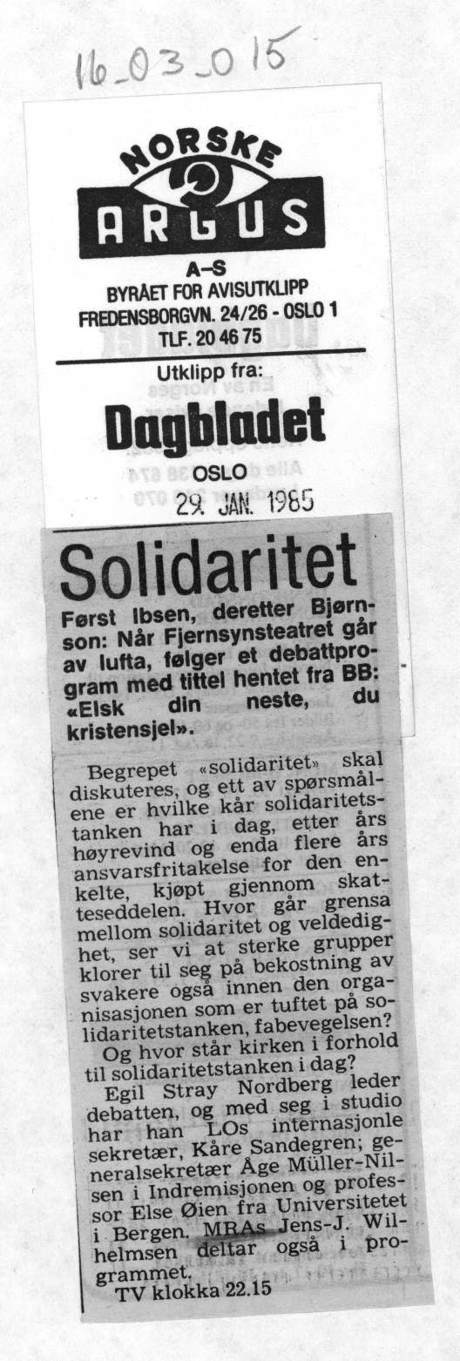 16-03-015
NORSKE
ARGUS
A-S
BYRÅET FOR AVISUTKLIPP
FREDENSBORGVN. 24/26 - OSLO 1
TLF. 20 46 75
Utklipp fra:
Dagbladet
OSLO
29. JAN. 1985
Solidaritet
Først Ibsen, deretter Bjørn-
son: Når Fjernsynsteatret går
av lufta, følger et debattpro-
gram med tittel hentet fra BB:
«Elsk din neste, du
kristensjel».
Begrepet «solidaritet» skal
diskuteres, og ett av spørsmål-
ene er hvilke kår solidaritets-
tanken har i dag, etter års
høyrevind og enda flere års
ansvarsfritakelse for den en-
kelte, kjøpt gjennom skat-
teseddelen. Hvor går grensa
mellom solidaritet og veldedig-
het, ser vi at sterke grupper
klorer til seg på bekostning av
svakere også innen den orga-
nisasjonen som er tuftet på so-
lidaritetstanken, fabevegelsen?
Og hvor står kirken i forhold
til solidaritetstanken i dag?
Egil Stray Nordberg leder
debatten, og med seg i studio
har han LOs internasjonle
sekretær, Kåre Sandegren; ge-
neralsekretær Åge Müller-Nil-
sen i Indremisjonen og profes-
sor Else Øien fra Universitetet
i Bergen. MRAs Jens-J. Wil-
helmsen deltar også i pro-
grammet.
TV klokka 22.15